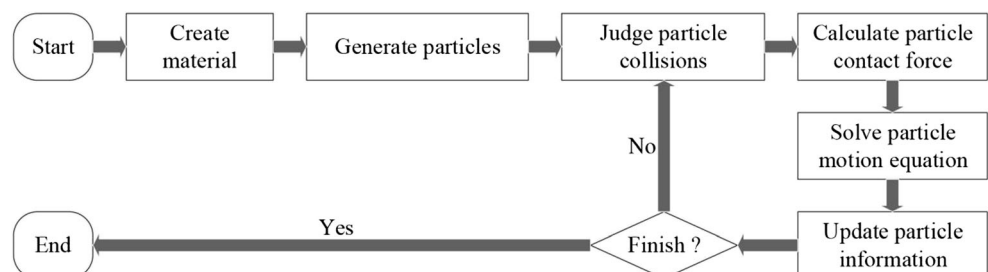 Start
Create
material
Generate particles
Judge particle
collisions
Calculate particle
contact force
Solve particle
motion equation
No
Yes
End
Finish ?
Update particle
information